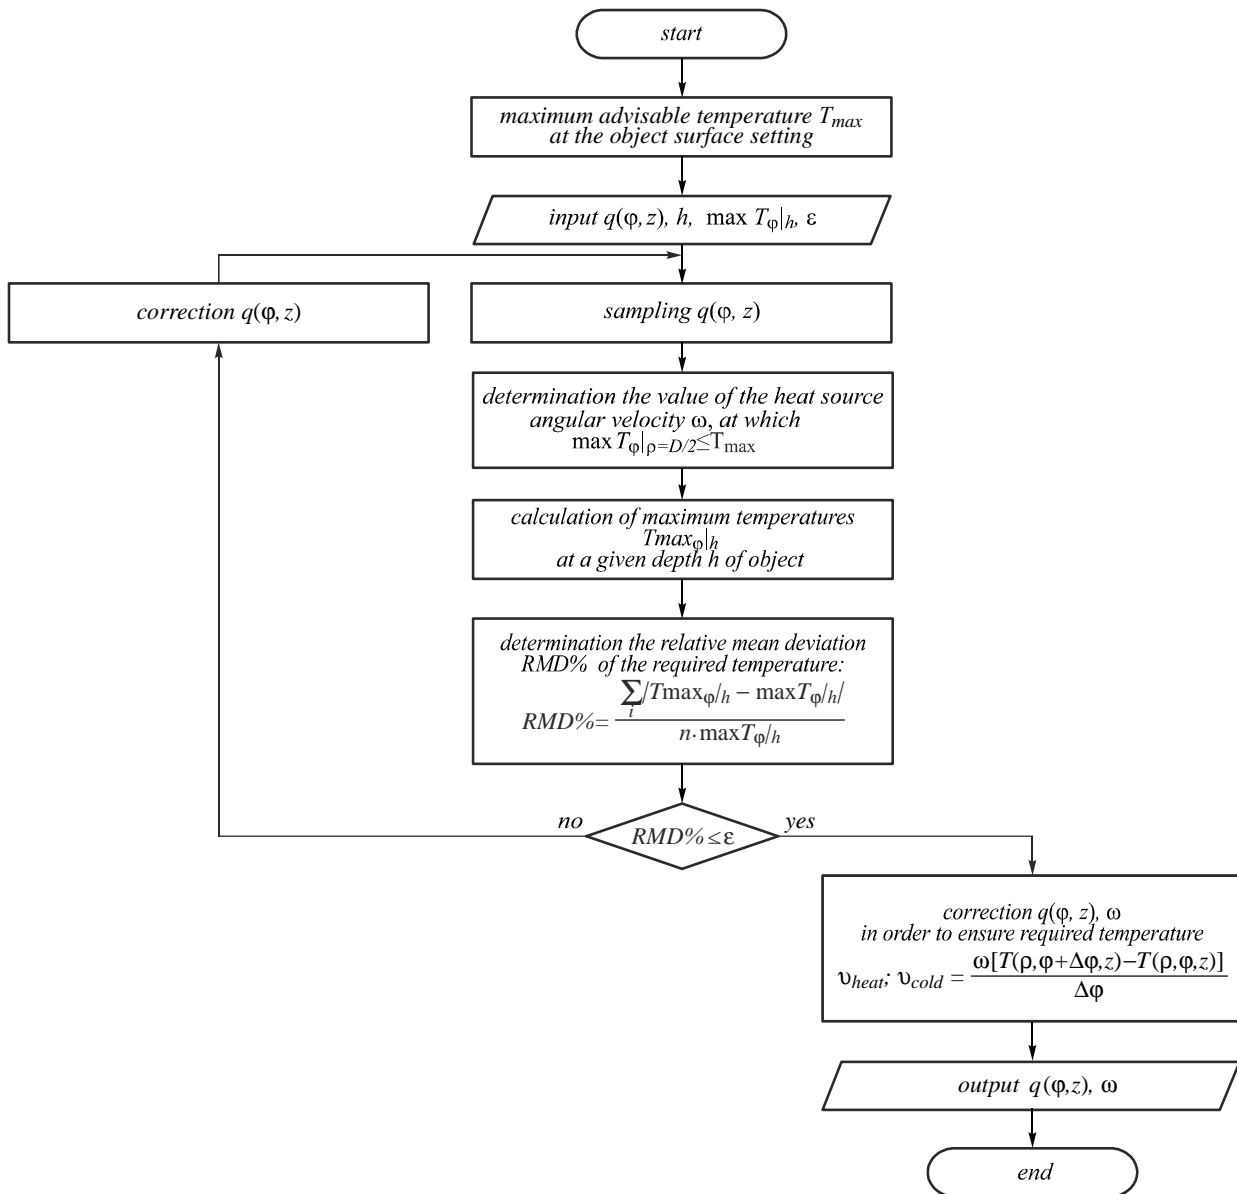 start
maximum advisable temperature T_max
at the object surface setting
input q(φ, z), h, max T_φ|_h, ε
correction q(φ, z)
sampling q(φ, z)
determination the value of the heat source
angular velocity ω, at which
max T_φ|_ρ=D/2≤T_max
calculation of maximum temperatures
Tmax_φ|_h
at a given depth h of object
determination the relative mean deviation
RMD% of the required temperature:
∑_i/Tmax_φ/_h – maxT_φ/_h/
RMD%=
n·maxT_φ/_h
no
RMD%≤ε
yes
correction q(φ, z), ω
in order to ensure required temperature
ω[T(ρ,φ+Δφ,z)–T(ρ,φ,z)]
υ_heat; υ_cold =
Δφ
output q(φ,z), ω
end